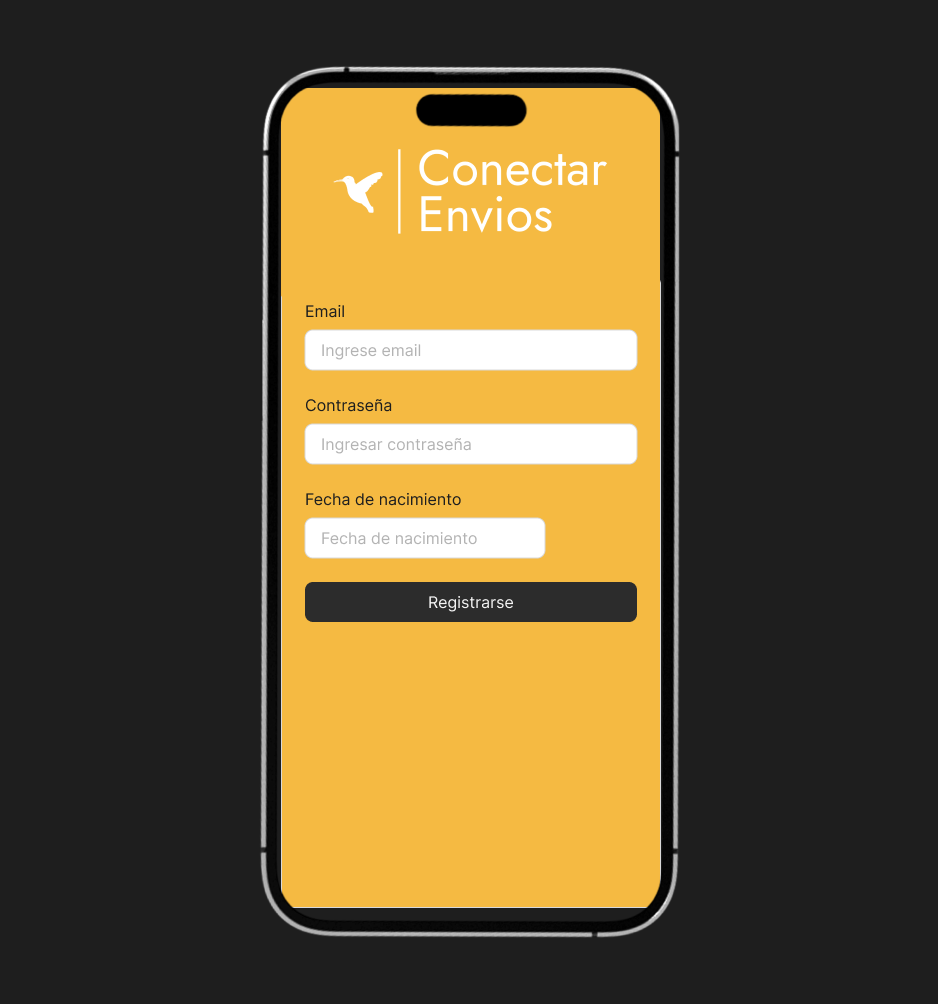 Conectar
Envios
Email
Ingrese email
Contraseña
Ingresar contraseña
Fecha de nacimiento
Fecha de nacimiento
Registrarse